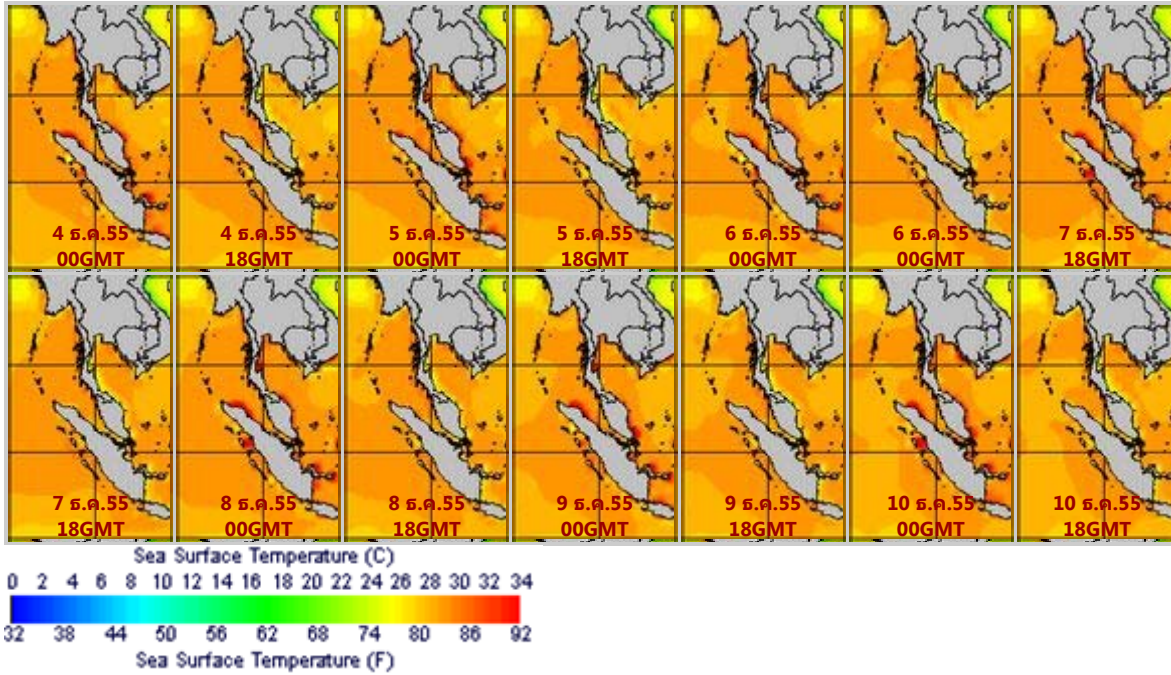 4 ธ.ค.55
00GMT
4 ธ.ค.55
18GMT
5 ธ.ค.55
00GMT
5 ธ.ค.55
18GMT
6 ธ.ค.55
00GMT
6 ธ.ค.55
00GMT
7 ธ.ค.55
18GMT
7 ธ.ค.55
18GMT
8 ธ.ค.55
00GMT
8 ธ.ค.55
18GMT
9 ธ.ค.55
00GMT
9 ธ.ค.55
18GMT
10 ธ.ค.55
00GMT
10 ธ.ค.55
18GMT
Sea Surface Temperature (C)
0 2 4 6 8 10 12 14 16 18 20 22 24 26 28 30 32 34
32 38 44 50 56 62 68 74 80 86 92
Sea Surface Temperature (F)